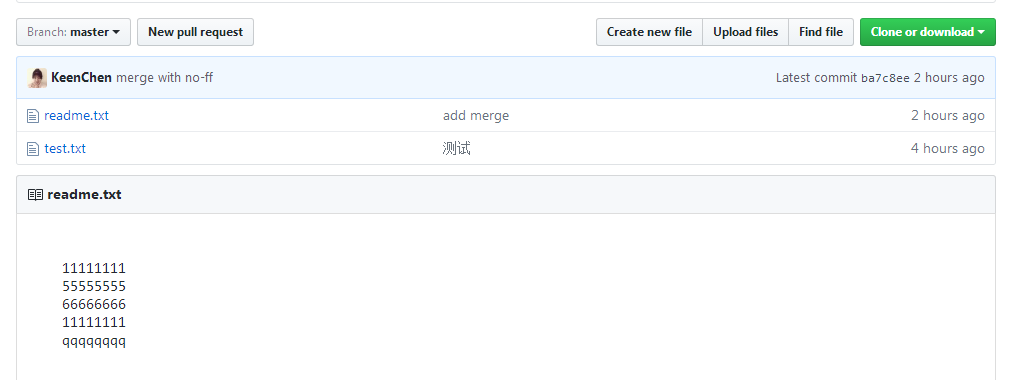 Branch: master New pull request Create new file Upload files Find file Clone or download
KeenChen merge with no-ff Latest commit ba7c8ee 2 hours ago
readme.txt add merge 2 hours ago
test.txt 测试 4 hours ago
readme.txt
11111111
55555555
66666666
11111111
qqqqqqqq